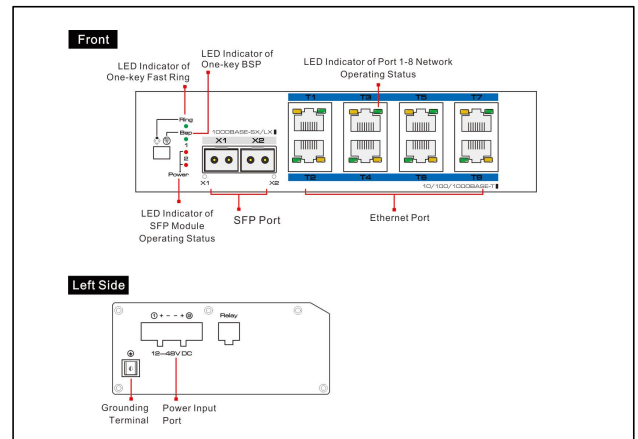 Front
LED Indicator of
One-key BSP
LED Indicator of
One-key Fast Ring
LED Indicator of Port 1-8 Network
Operating Status
T1 T3 T5 T7
Ring
Bsp
1
2
Power
1000BASE-SX/LX
X1 X2
X1 X2
T2 T4 T6 T8
10/100/1000BASE-T
LED Indicator of
SFP Module
Operating Status
SFP Port
Ethernet Port
Left Side
1 + - - + 2
Relay
12—48V DC
Grounding
Terminal
Power Input
Port